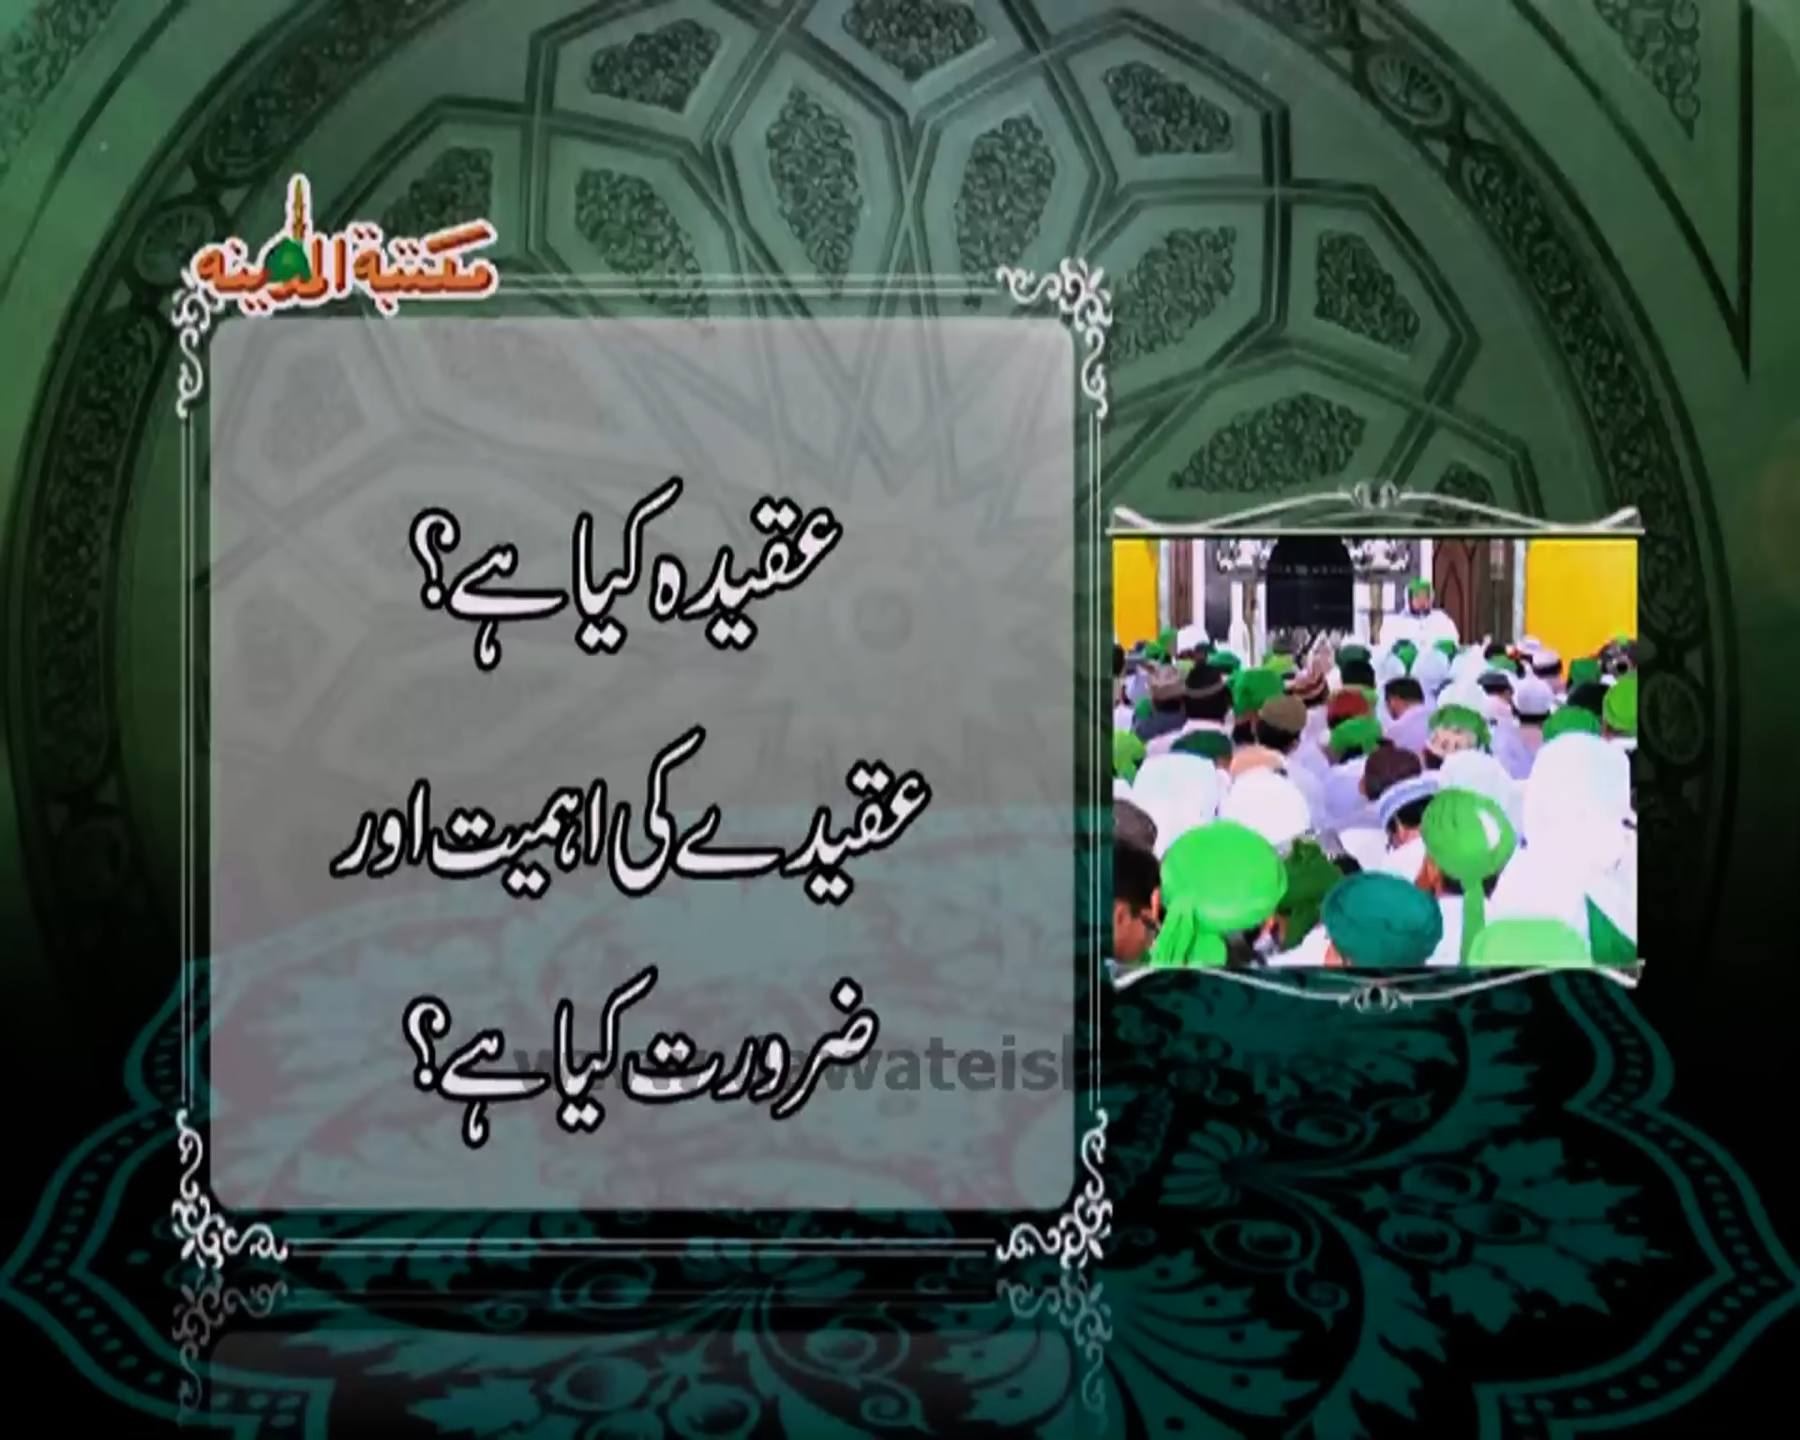 مکتبۃ المدینہ
عقیدہ کیا ہے؟
عقیدے کی اہمیت اور
ضرورت کیا ہے؟